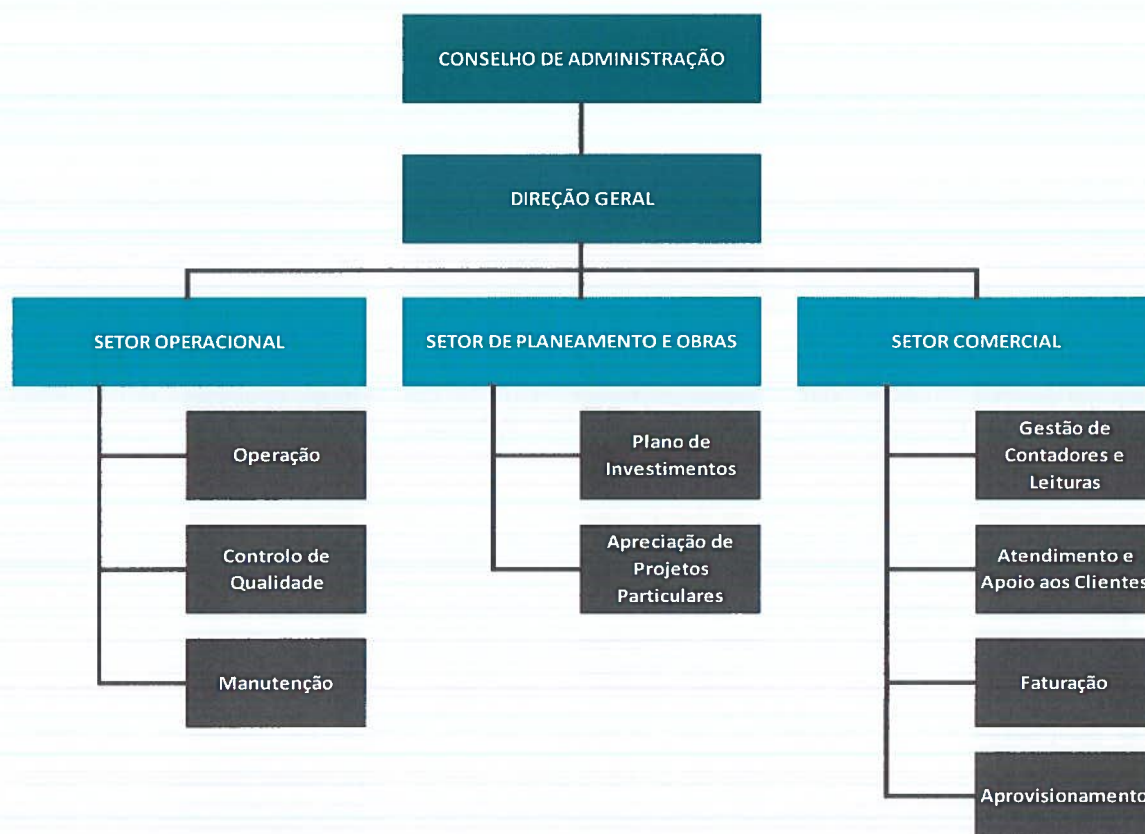 CONSELHO DE ADMINISTRAÇÃO
DIREÇÃO GERAL
SETOR OPERACIONAL
Operação
Controlo de
Qualidade
Manutenção
SETOR DE PLANEAMENTO E OBRAS
Plano de
Investimentos
Apreciação de
Projetos
Particulares
SETOR COMERCIAL
Gestão de
Contadores e
Leituras
Atendimento e
Apoio aos Clientes
Faturação
Aprovisionamento